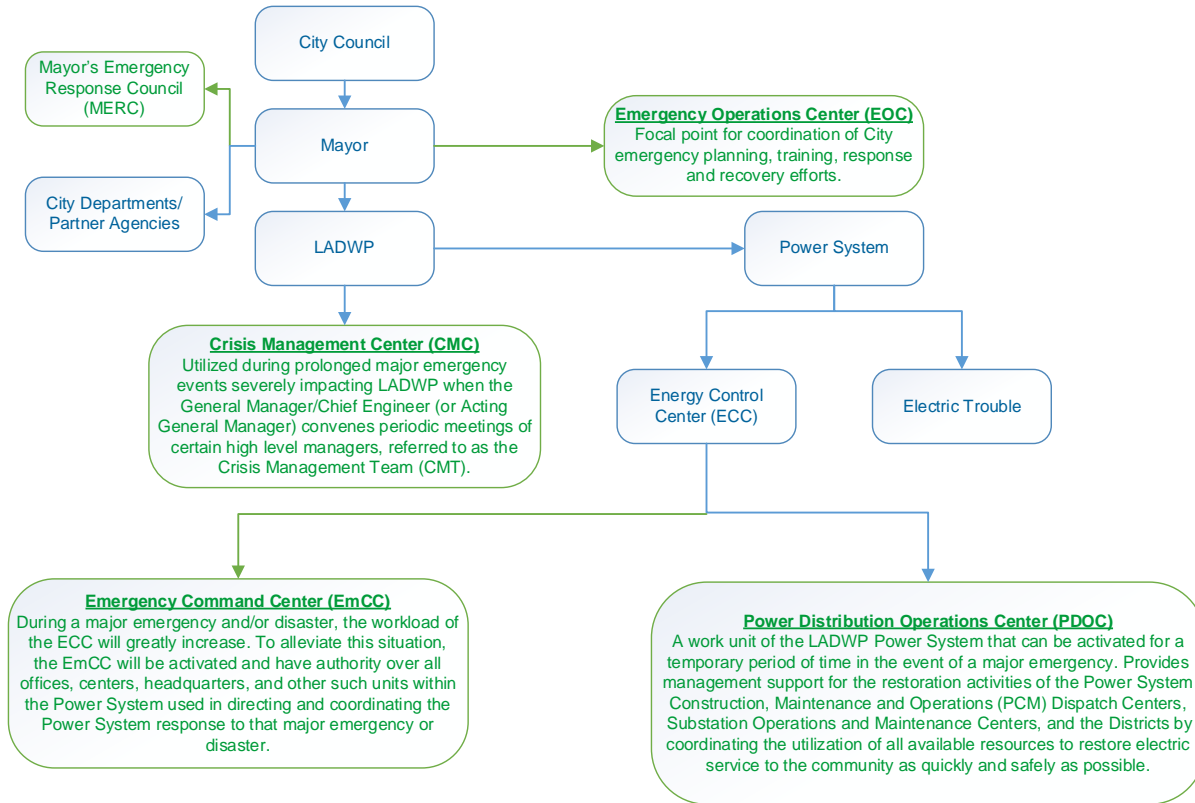 City Council
Mayor's Emergency
Response Council
(MERC)
Mayor
Emergency Operations Center (EOC)
Focal point for coordination of City
emergency planning, training, response
and recovery efforts.
City Departments/
Partner Agencies
LADWP
Power System
Crisis Management Center (CMC)
Utilized during prolonged major emergency
events severely impacting LADWP when the
General Manager/Chief Engineer (or Acting
General Manager) convenes periodic meetings of
certain high level managers, referred to as the
Crisis Management Team (CMT).
Energy Control
Center (ECC)
Electric Trouble
Emergency Command Center (EmCC)
During a major emergency and/or disaster, the workload of
the ECC will greatly increase. To alleviate this situation,
the EmCC will be activated and have authority over all
offices, centers, headquarters, and other such units within
the Power System used in directing and coordinating the
Power System response to that major emergency or
disaster.
Power Distribution Operations Center (PDOC)
A work unit of the LADWP Power System that can be activated for a
temporary period of time in the event of a major emergency. Provides
management support for the restoration activities of the Power System
Construction, Maintenance and Operations (PCM) Dispatch Centers,
Substation Operations and Maintenance Centers, and the Districts by
coordinating the utilization of all available resources to restore electric
service to the community as quickly and safely as possible.